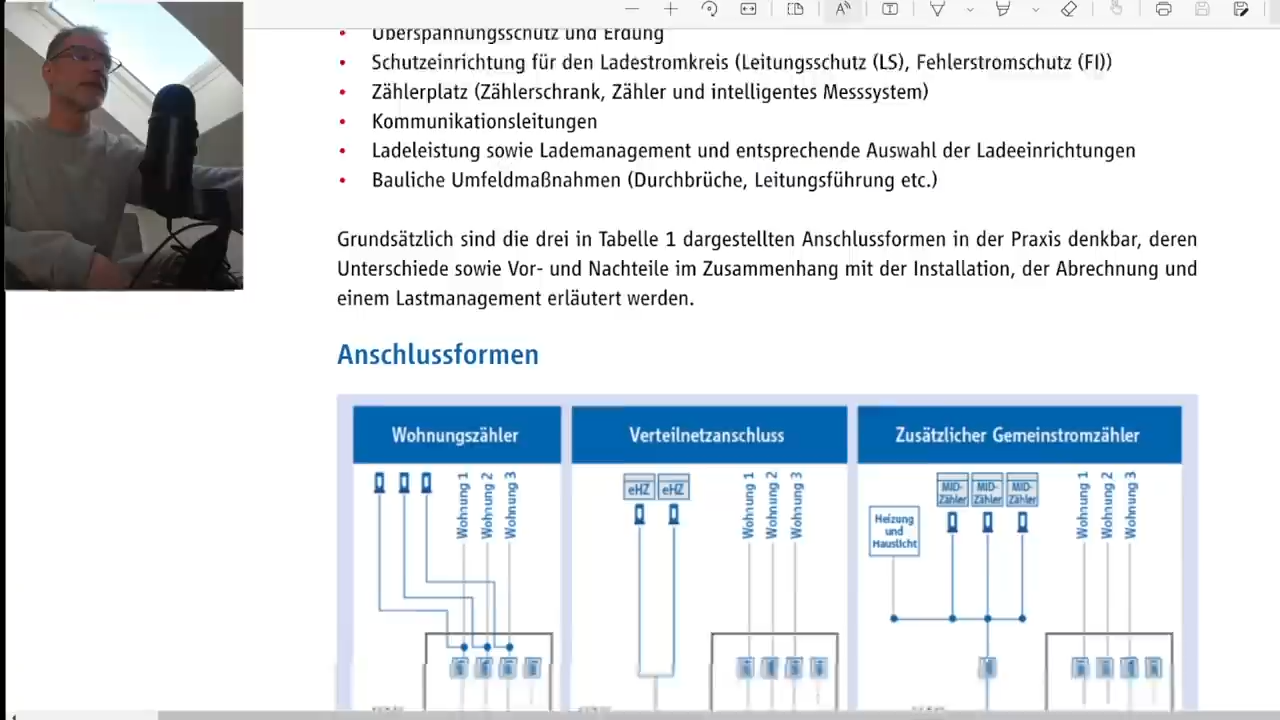 Überspannungsschutz und Erdung
• Schutzeinrichtung für den Ladestromkreis (Leitungsschutz (LS), Fehlerstromschutz (FI))
• Zählerplatz (Zählerschrank, Zähler und intelligentes Messsystem)
• Kommunikationsleitungen
• Ladeleistung sowie Lademanagement und entsprechende Auswahl der Ladeeinrichtungen
• Bauliche Umfeldmaßnahmen (Durchbrüche, Leitungsführung etc.)
Grundsätzlich sind die drei in Tabelle 1 dargestellten Anschlussformen in der Praxis denkbar, deren
Unterschiede sowie Vor- und Nachteile im Zusammenhang mit der Installation, der Abrechnung und
einem Lastmanagement erläutert werden.
Anschlussformen
Wohnungszähler
Wohnung 1
Wohnung 2
Wohnung 3
Verteilnetzanschluss
eHZ
eHZ
Wohnung 1
Wohnung 2
Wohnung 3
Zusätzlicher Gemeinstromzähler
Heizung
und
Hauslicht
MID-
Zähler
MID-
Zähler
MID-
Zähler
Wohnung 1
Wohnung 2
Wohnung 3